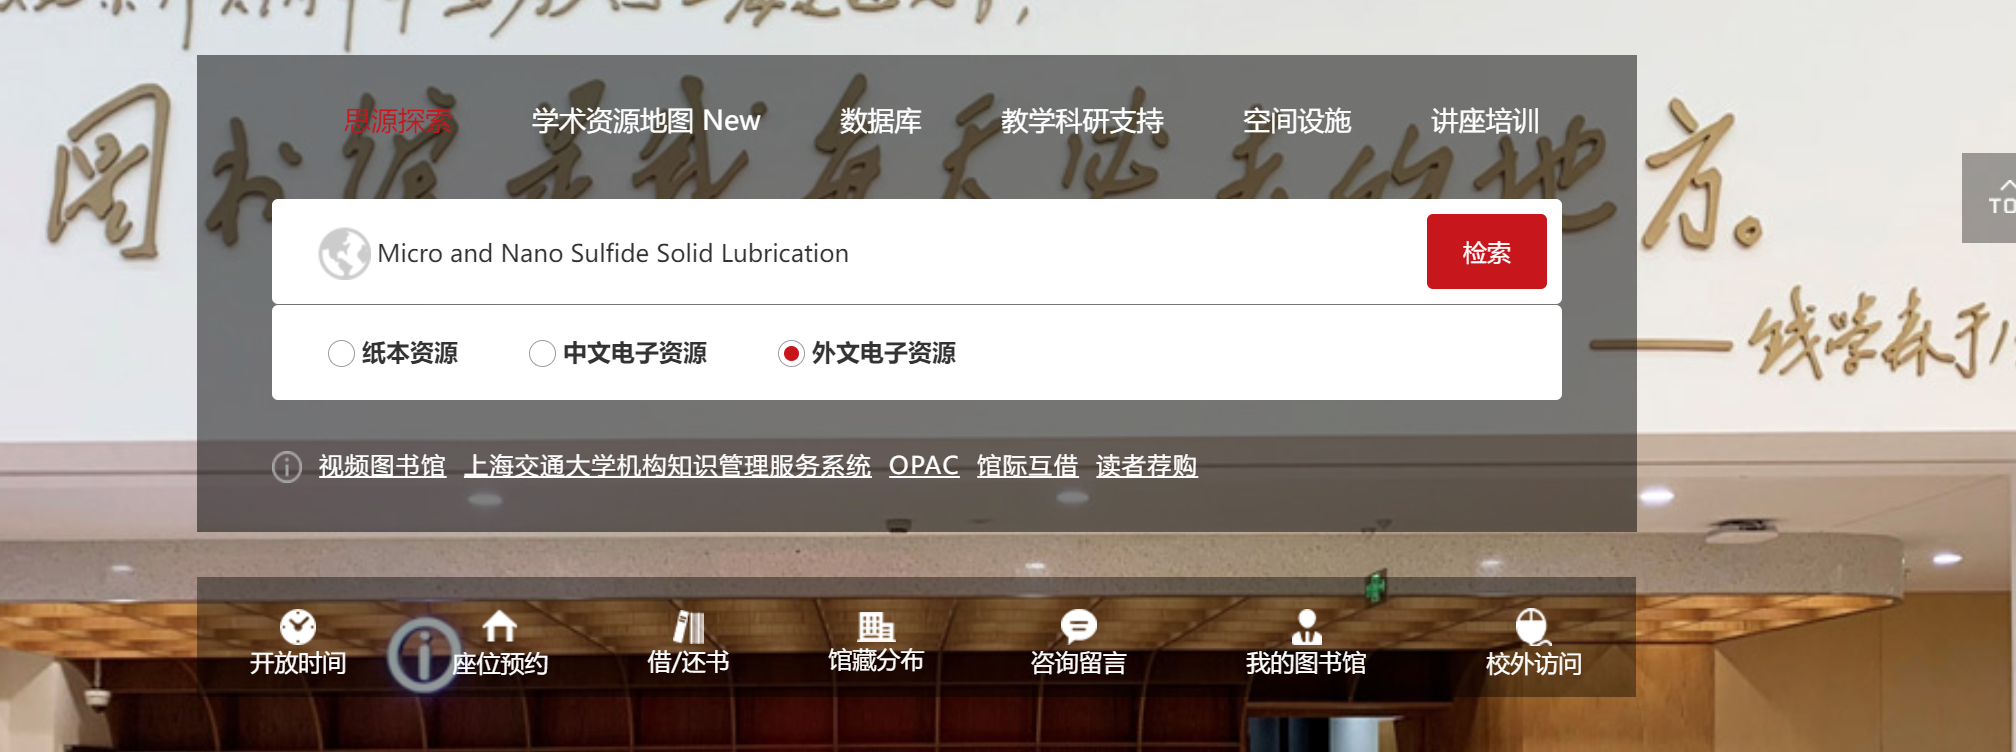 图书馆是我每天必去的地方。
——钱学森于
思源探索 学术资源地图 New 数据库 教学科研支持 空间设施 讲座培训
TO
Micro and Nano Sulfide Solid Lubrication 检索
纸本资源 中文电子资源 外文电子资源
视频图书馆 上海交通大学机构知识管理服务系统 OPAC 馆际互借 读者荐购
开放时间 座位预约 借/还书 馆藏分布 咨询留言 我的图书馆 校外访问